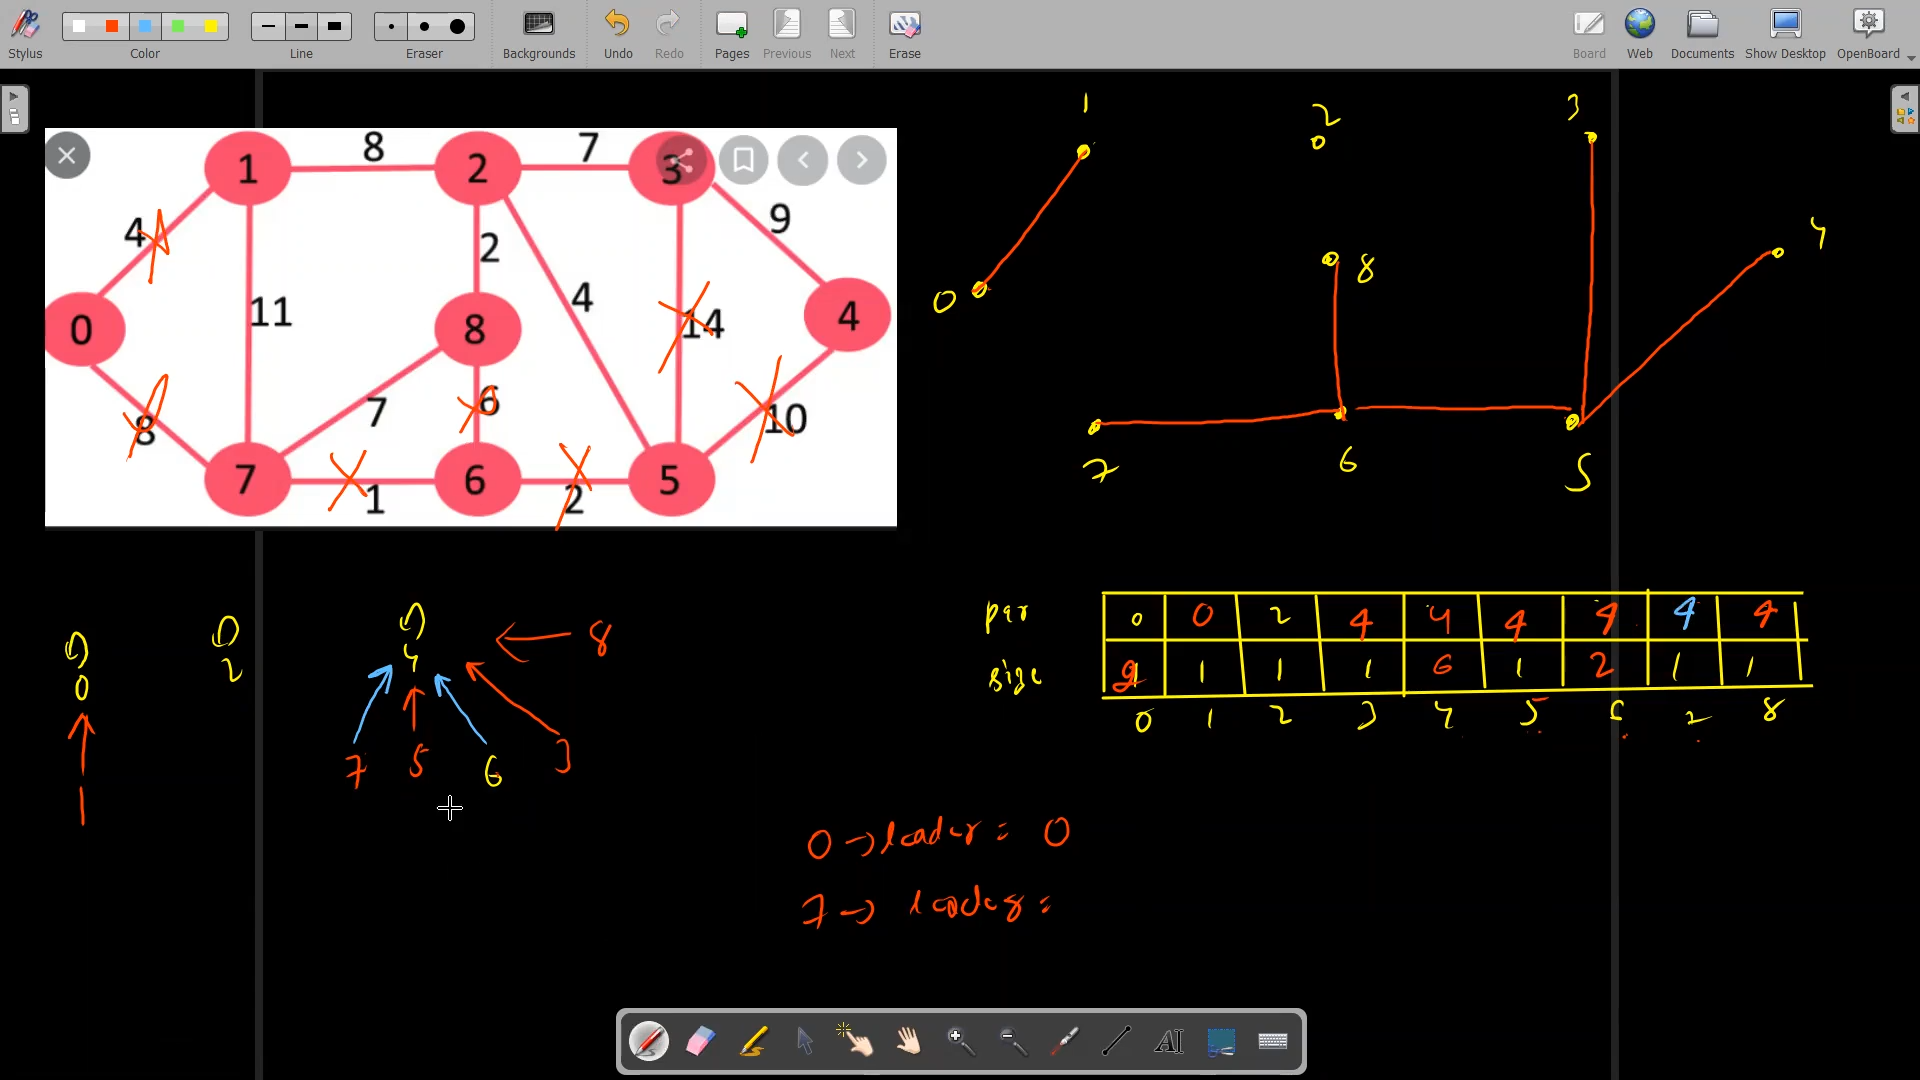 Stylus Color Line Eraser Backgrounds Undo Redo Pages Previous Next Erase Board Web Documents Show Desktop OpenBoard
1 8 2 7 3
4 11 2 4 14 9
0 8 4
8 7 6 10
7 1 6 2 5
1 2 3
0 8 4
7 6 5
0 2 4 8
1 7 5 6 3
par 0 0 2 4 4 4 4 4 4
size 2 1 1 1 6 1 2 1 1
0 1 2 3 4 5 6 7 8
0 → leader = 0
7 → leader =